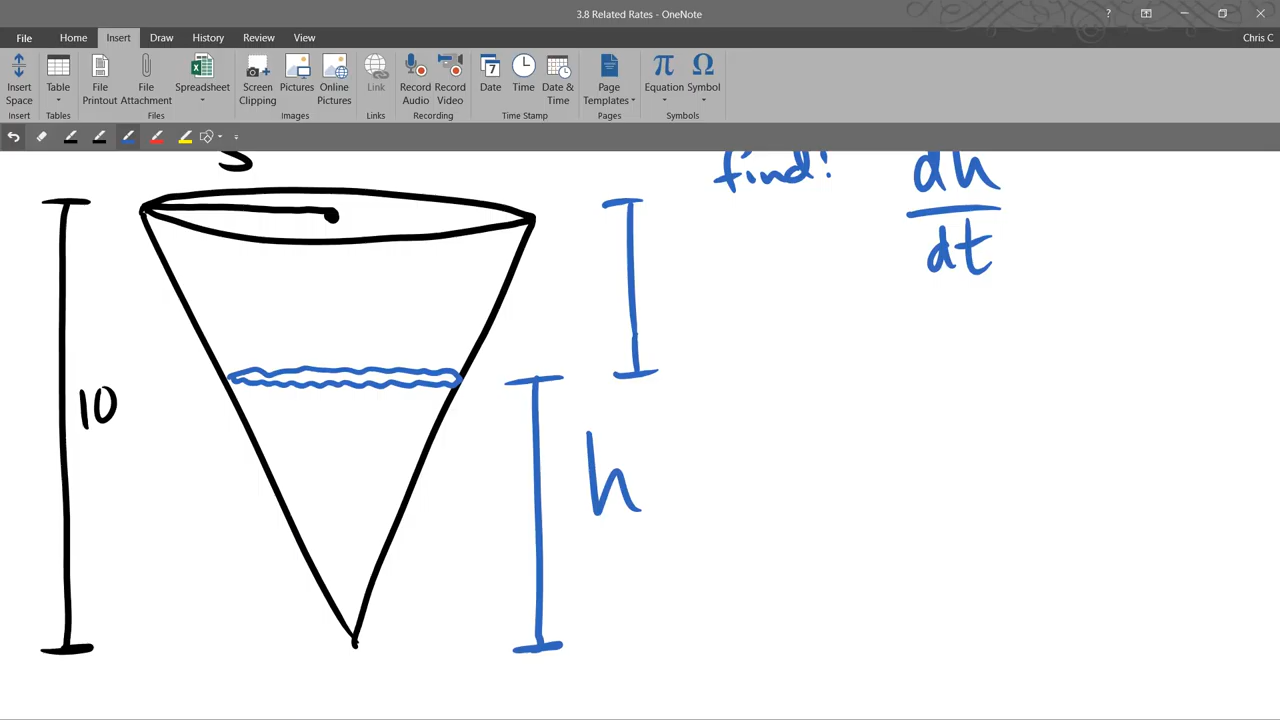 3.8 Related Rates - OneNote
?
File Home Insert Draw History Review View
Chris C
Insert Space
Table
File Printout
File Attachment
Spreadsheet
Screen Clipping
Pictures
Online Pictures
Link
Record Audio
Record Video
Date
Time
Date & Time
Page Templates
π Equation
Ω Symbol
Insert Tables Files Images Links Recording Time Stamp Pages Symbols
find! dh
dt
10
h